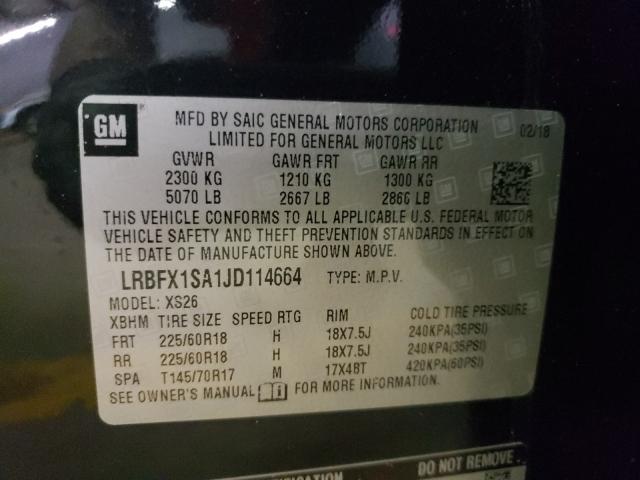 GM
MFD BY SAIC GENERAL MOTORS CORPORATION 02/18
LIMITED FOR GENERAL MOTORS LLC
GVWR GAWR FRT GAWR RR
2300 KG 1210 KG 1300 KG
5070 LB 2667 LB 2866 LB
THIS VEHICLE CONFORMS TO ALL APPLICABLE U.S. FEDERAL MOTOR
VEHICLE SAFETY AND THEFT PREVENTION STANDARDS IN EFFECT ON
THE DATE OF MANUFACTURE SHOWN ABOVE.
LRBFX1SA1JD114664 TYPE: M.P.V.
MODEL: XS26
XBHM TIRE SIZE SPEED RTG RIM COLD TIRE PRESSURE
FRT 225/60R18 H 18X7.5J 240KPA(35PSI)
RR 225/60R18 H 18X7.5J 240KPA(35PSI)
SPA T145/70R17 M 17X4BT 420KPA(60PSI)
SEE OWNER'S MANUAL FOR MORE INFORMATION
DO NOT REMOVE